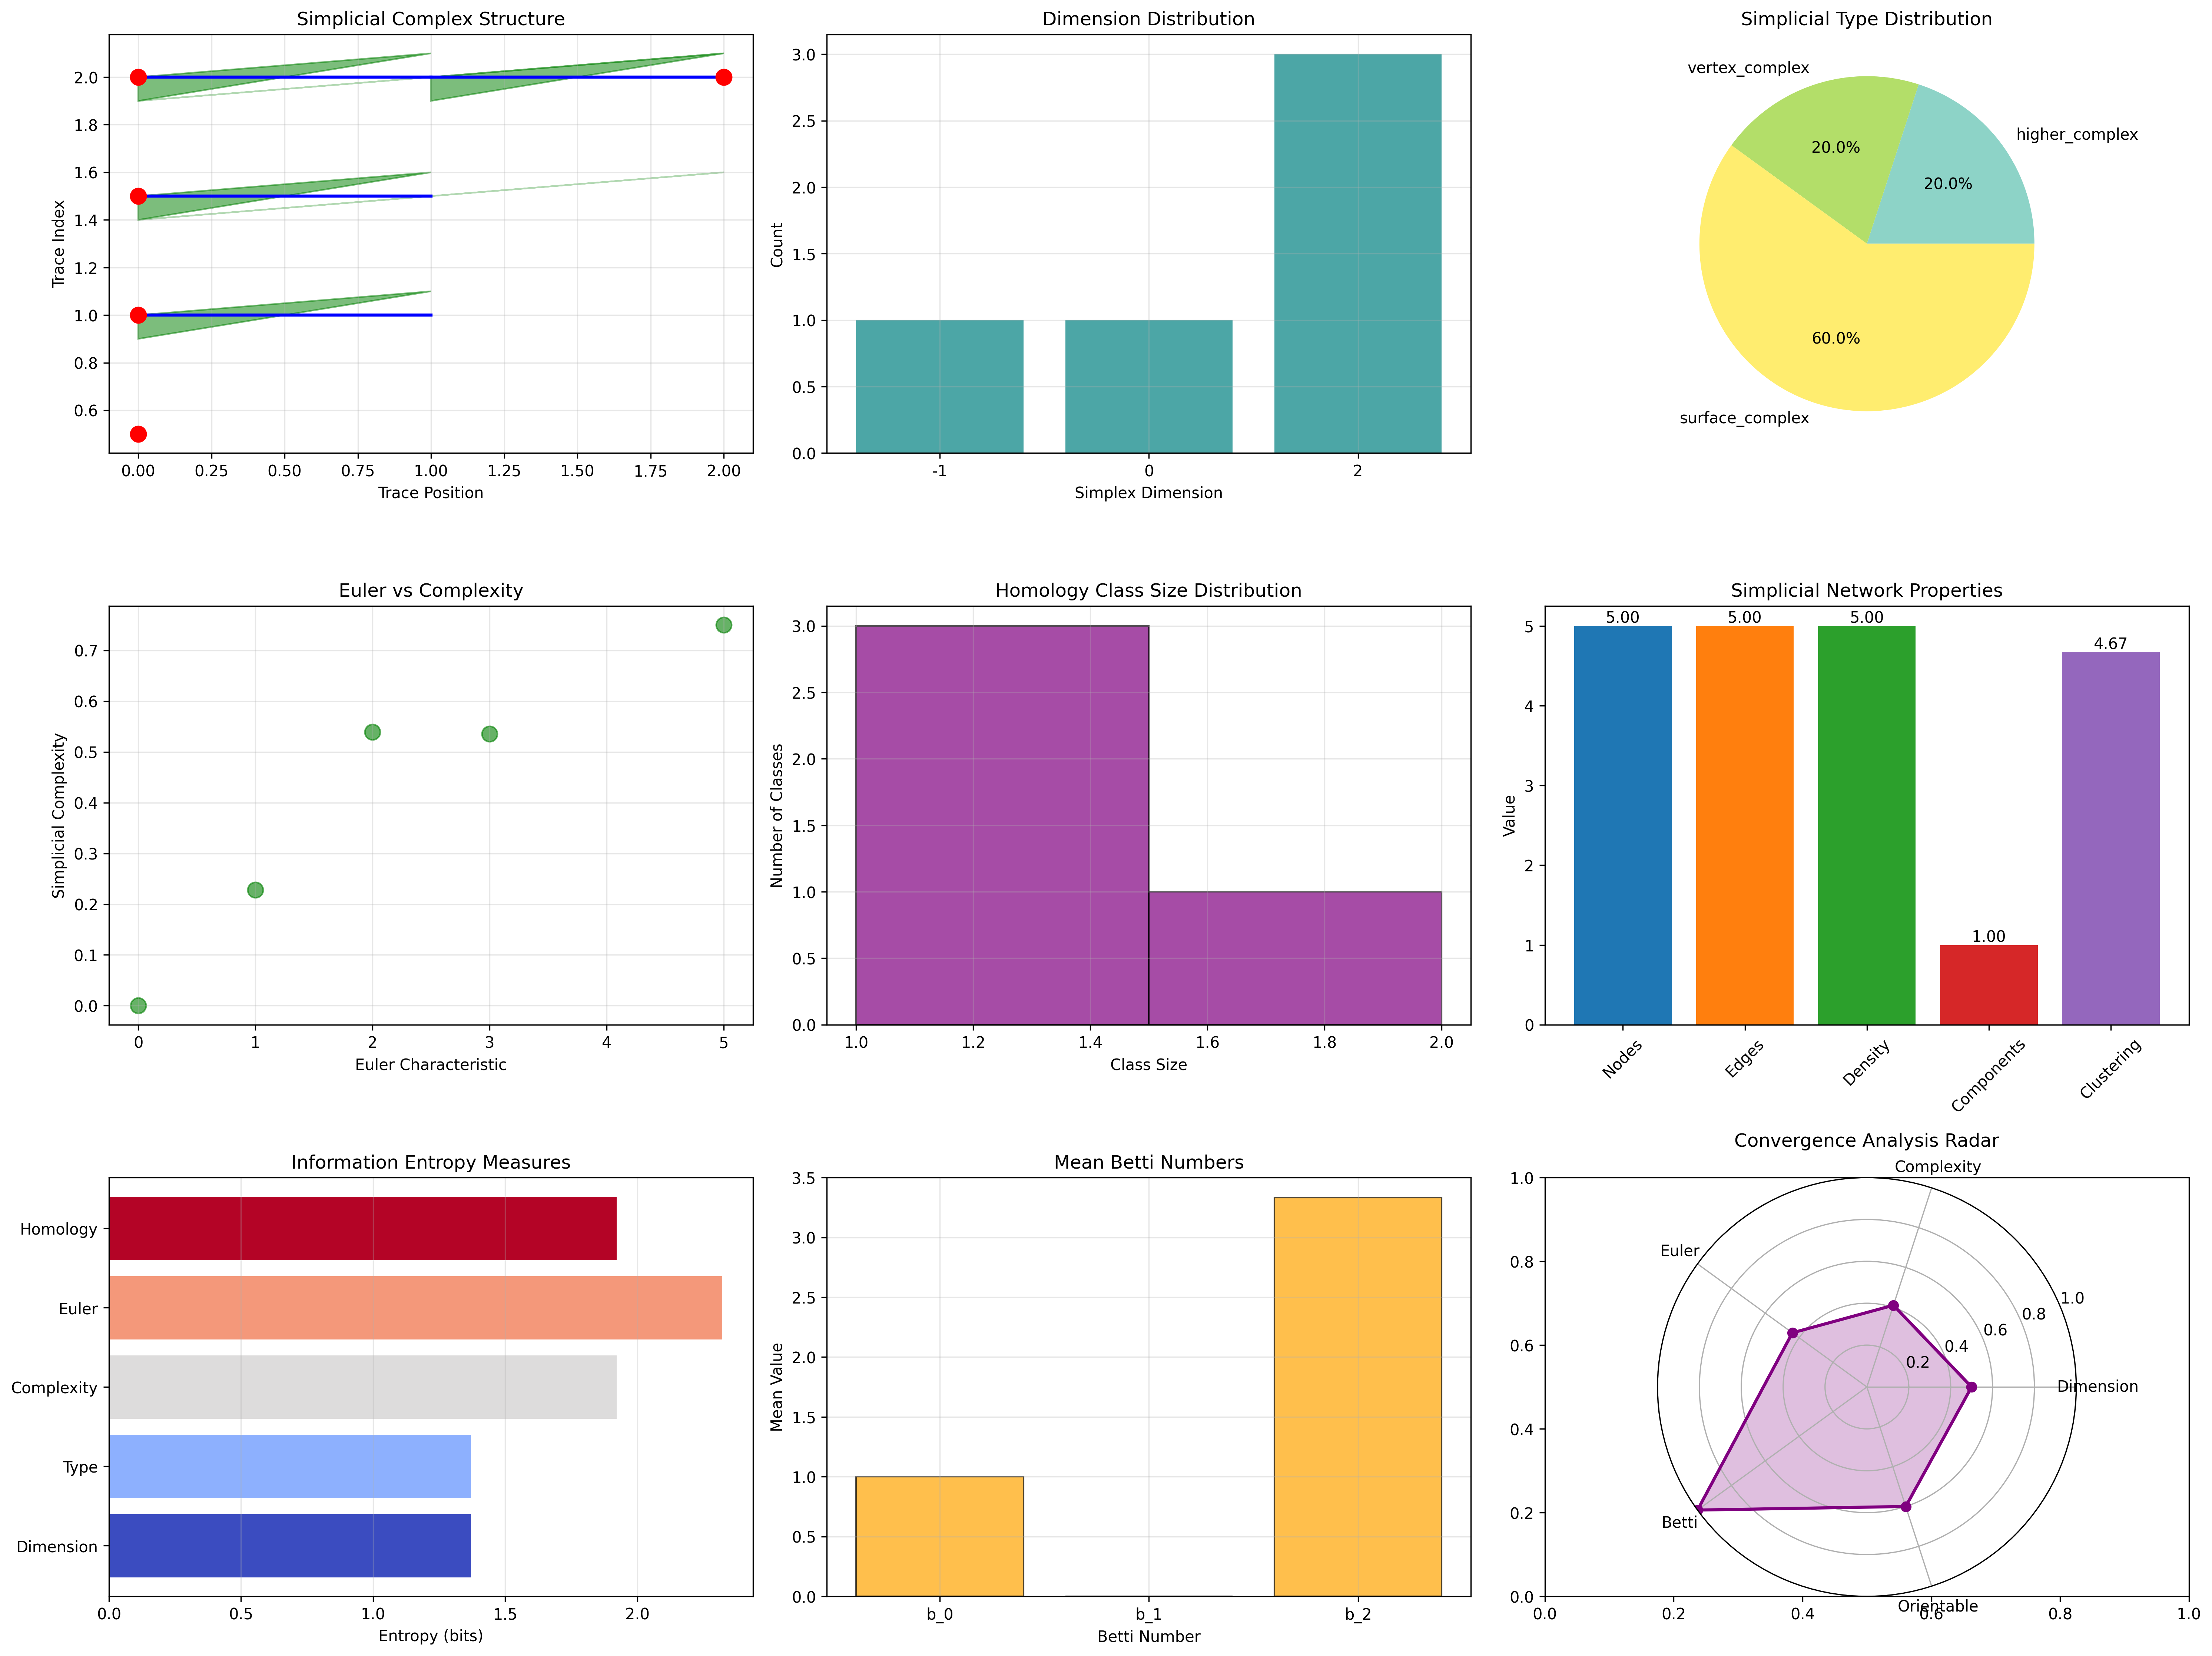 Simplicial Complex Structure
Trace Index
2.0
1.8
1.6
1.4
1.2
1.0
0.8
0.6
0.00 0.25 0.50 0.75 1.00 1.25 1.50 1.75 2.00
Trace Position
Dimension Distribution
Count
3.0
2.5
2.0
1.5
1.0
0.5
0.0
-1 0 2
Simplex Dimension
Simplicial Type Distribution
vertex_complex
higher_complex
20.0%
20.0%
60.0%
surface_complex
Euler vs Complexity
Simplicial Complexity
0.7
0.6
0.5
0.4
0.3
0.2
0.1
0.0
0 1 2 3 4 5
Euler Characteristic
Homology Class Size Distribution
Number of Classes
3.0
2.5
2.0
1.5
1.0
0.5
0.0
1.0 1.2 1.4 1.6 1.8 2.0
Class Size
Simplicial Network Properties
Value
5
4
3
2
1
0
5.00 5.00 5.00 1.00 4.67
Nodes Edges Density Components Clustering
Information Entropy Measures
Homology
Euler
Complexity
Type
Dimension
0.0 0.5 1.0 1.5 2.0
Entropy (bits)
Mean Betti Numbers
Mean Value
3.5
3.0
2.5
2.0
1.5
1.0
0.5
0.0
b_0 b_1 b_2
Betti Number
Convergence Analysis Radar
Complexity
Euler
Dimension
Betti
Orientable
0.2 0.4 0.6 0.8 1.0
1.0
0.8
0.6
0.4
0.2
0.0
0.0 0.2 0.4 0.6 0.8 1.0